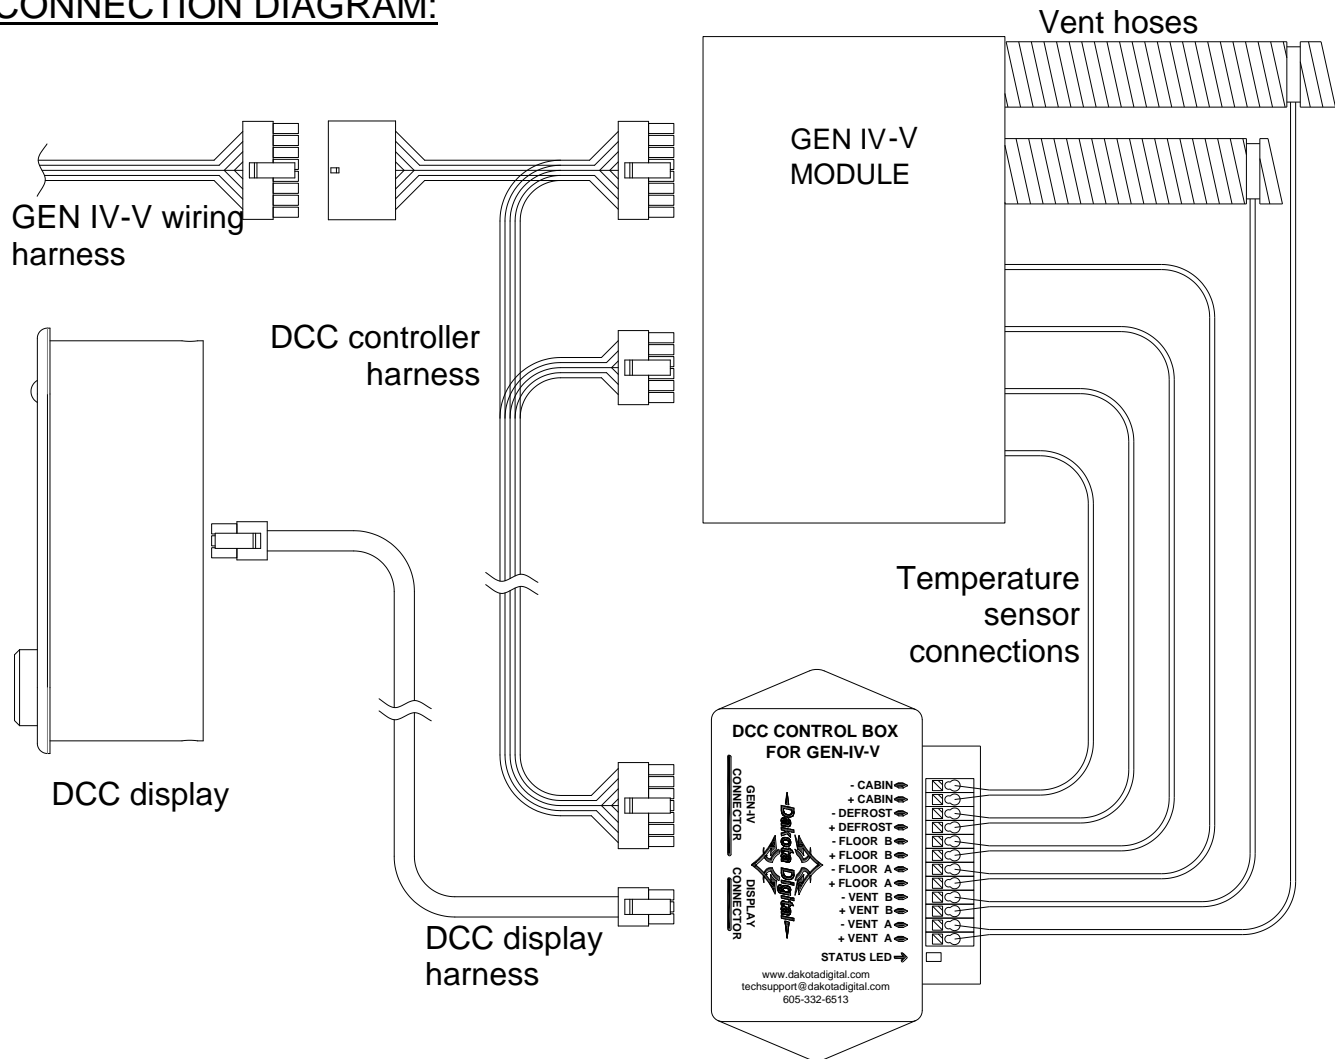 CONNECTION DIAGRAM:
Vent hoses
GEN IV-V
MODULE
GEN IV-V wiring
harness
DCC controller
harness
Temperature
sensor
connections
DCC display
DCC display
harness
DCC CONTROL BOX
FOR GEN-IV-V
GEN-IV
CONNECTOR
DISPLAY
CONNECTOR
Dakota Digital
- CABIN
+ CABIN
- DEFROST
+ DEFROST
- FLOOR B
+ FLOOR B
- FLOOR A
+ FLOOR A
- VENT B
+ VENT B
- VENT A
+ VENT A
STATUS LED
www.dakotadigital.com
techsupport@dakotadigital.com
605-332-6513